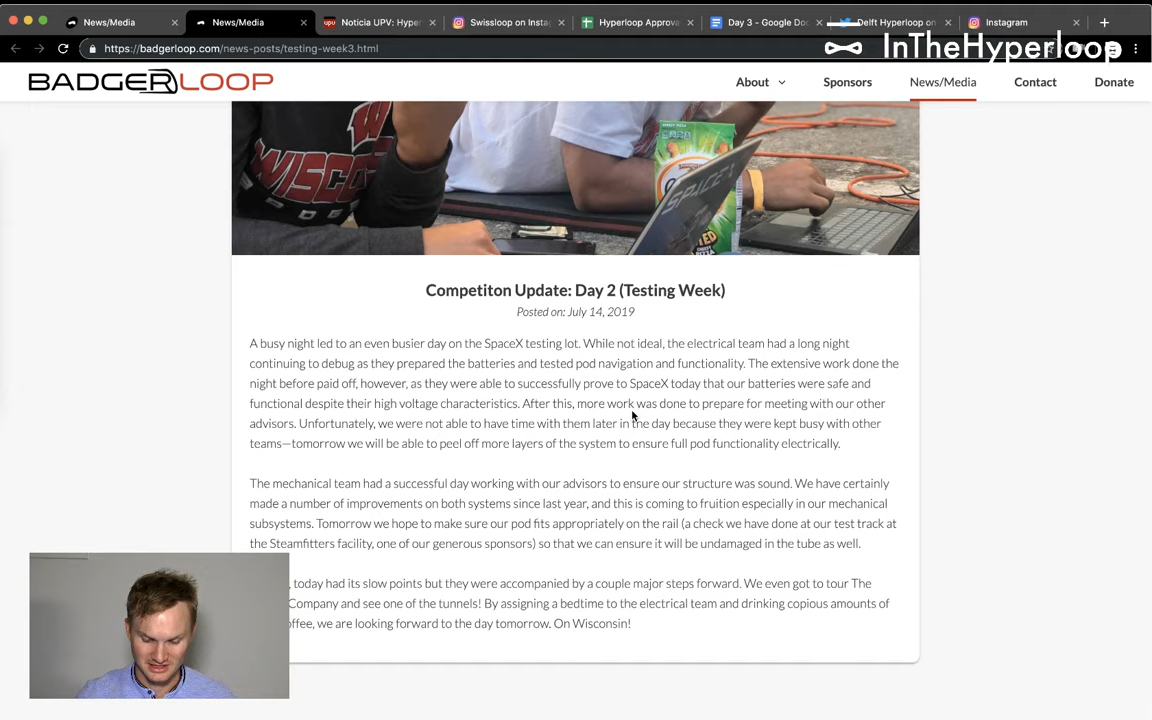 News/Media
News/Media
Noticia UPV: Hyper
Swissloop on Insta
Hyperloop Approva
Day 3 - Google Do
Delft Hyperloop on
Instagram
https://badgerloop.com/news-posts/testing-week3.html
InTheHyperloop
BADGERLOOP
About
Sponsors
News/Media
Contact
Donate
WISCO
SPACEX
PIZZA
Competiton Update: Day 2 (Testing Week)
Posted on: July 14, 2019
A busy night led to an even busier day on the SpaceX testing lot. While not ideal, the electrical team had a long night
continuing to debug as they prepared the batteries and tested pod navigation and functionality. The extensive work done the
night before paid off, however, as they were able to successfully prove to SpaceX today that our batteries were safe and
functional despite their high voltage characteristics. After this, more work was done to prepare for meeting with our other
advisors. Unfortunately, we were not able to have time with them later in the day because they were kept busy with other
teams—tomorrow we will be able to peel off more layers of the system to ensure full pod functionality electrically.
The mechanical team had a successful day working with our advisors to ensure our structure was sound. We have certainly
made a number of improvements on both systems since last year, and this is coming to fruition especially in our mechanical
subsystems. Tomorrow we hope to make sure our pod fits appropriately on the rail (a check we have done at our test track at
the Steamfitters facility, one of our generous sponsors) so that we can ensure it will be undamaged in the tube as well.
, today had its slow points but they were accompanied by a couple major steps forward. We even got to tour The
Company and see one of the tunnels! By assigning a bedtime to the electrical team and drinking copious amounts of
ffee, we are looking forward to the day tomorrow. On Wisconsin!